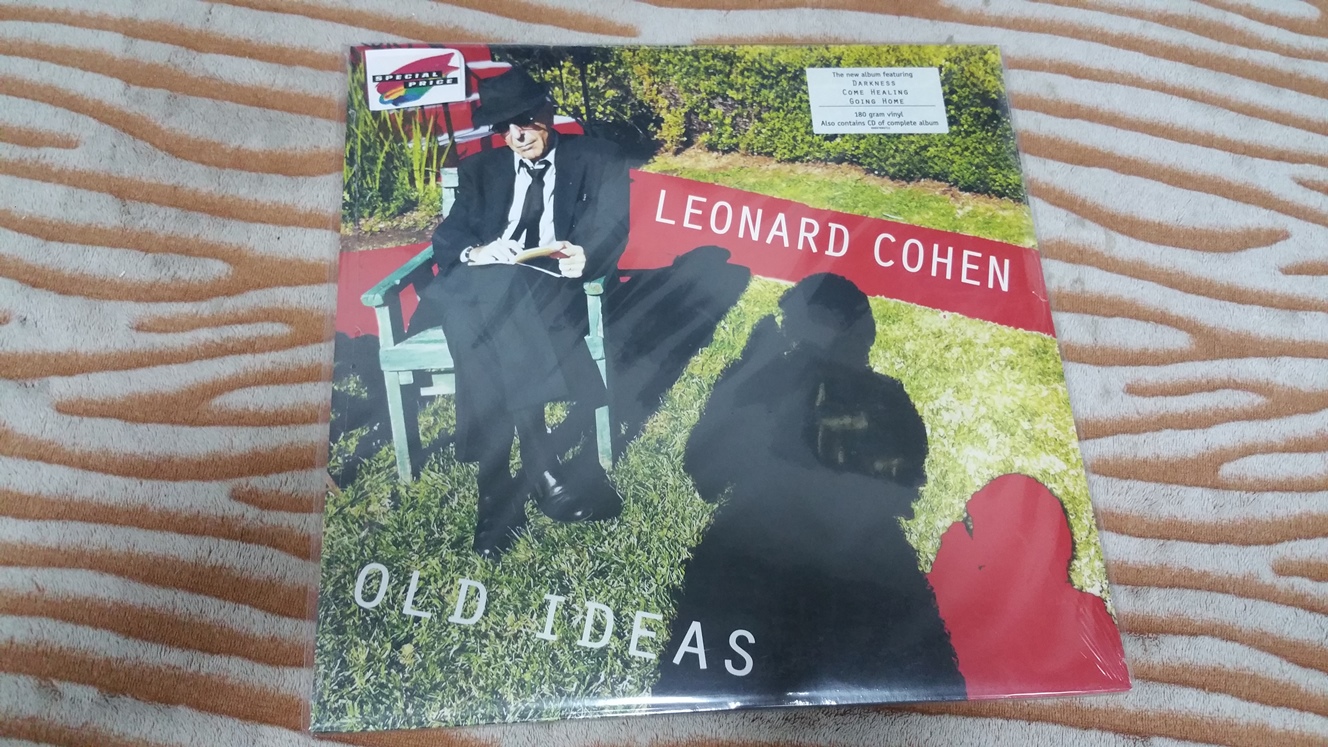 SPECIAL
PRICE
The new album featuring
DARKNESS
COME HEALING
GOING HOME
180 gram vinyl
Also contains CD of complete album
LEONARD COHEN
OLD IDEAS